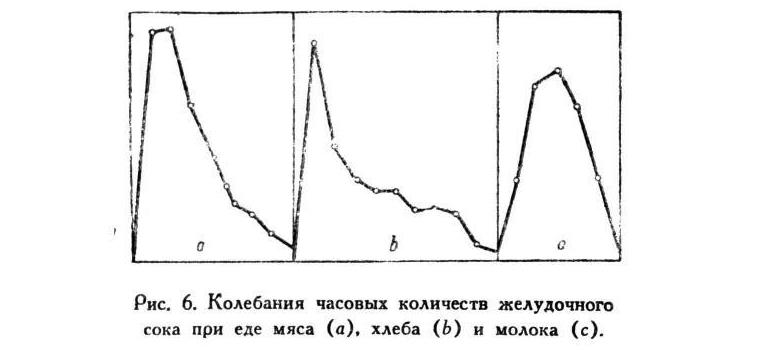 a b c
Рис. 6. Колебания часовых количеств желудочного
сока при еде мяса (a), хлеба (b) и молока (c).